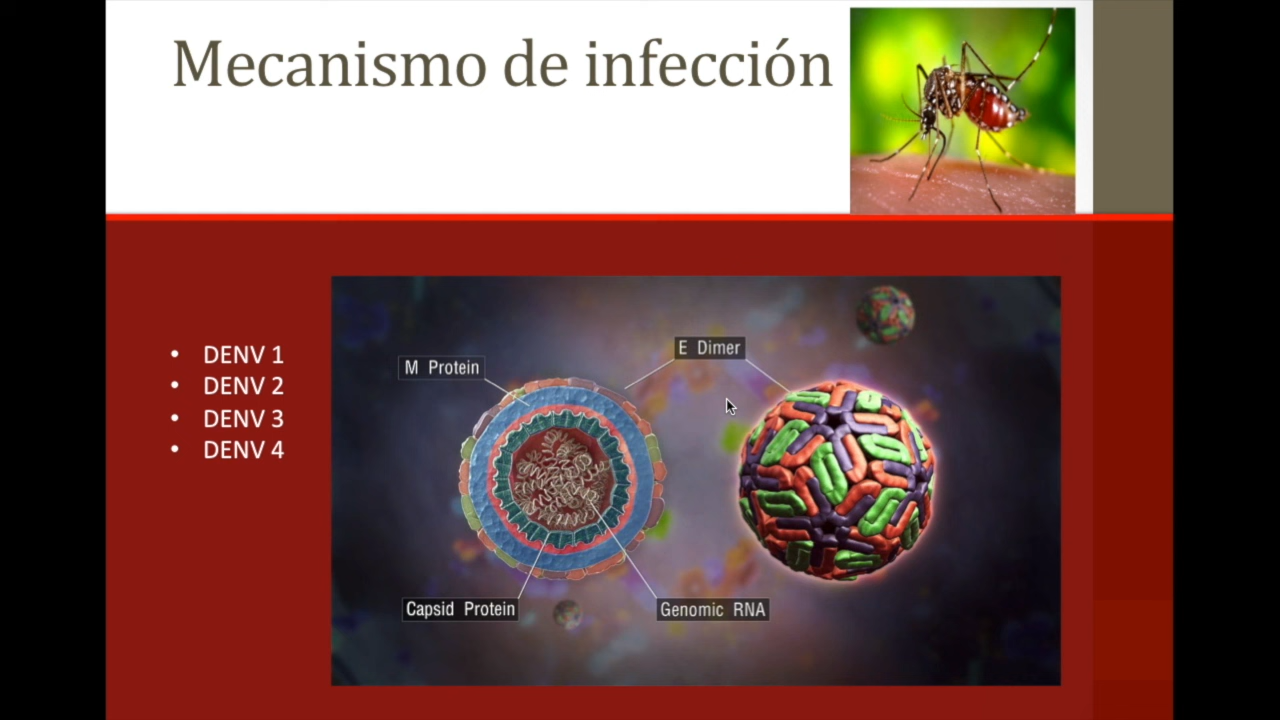 Mecanismo de infección
• DENV 1
• DENV 2
• DENV 3
• DENV 4
M Protein
E Dimer
Capsid Protein
Genomic RNA